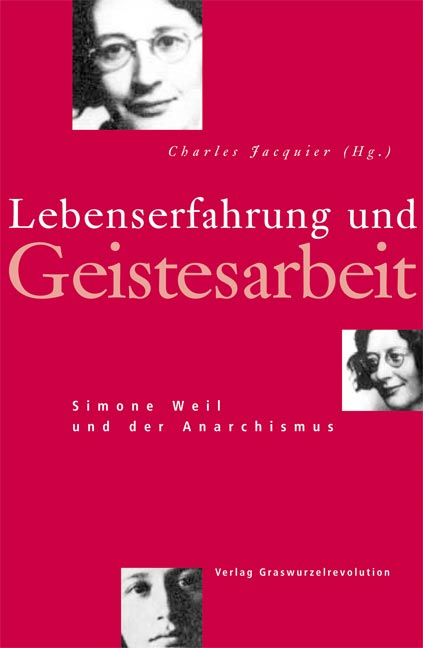 Charles Jacquier (Hg.)
Lebenserfahrung und
Geistesarbeit
Simone Weil
und der Anarchismus
Verlag Graswurzelrevolution